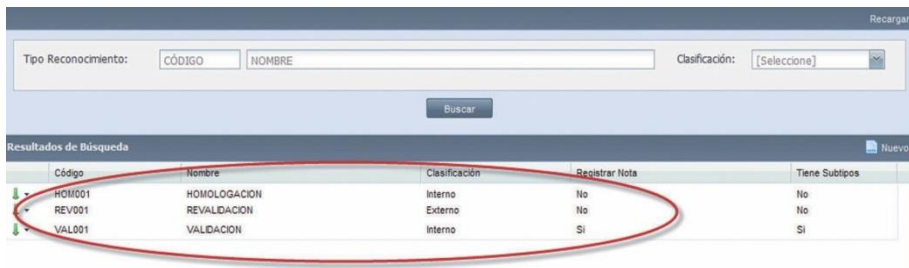 Recargar
Tipo Reconocimiento: CÓDIGO NOMBRE Clasificación: [Seleccione]
Buscar
Resultados de Búsqueda Nuevo
Código Nombre Clasificación Registrar Nota Tiene Subtipos
HOM001 HOMOLOGACION Interno No No
REV001 REVALIDACION Externo No No
VAL001 VALIDACION Interno Si Si